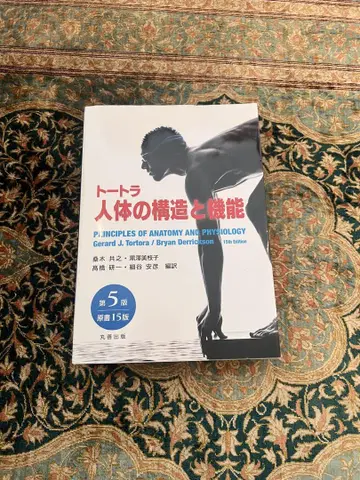 トートラ
人体の構造と機能
PRINCIPLES OF ANATOMY AND PHYSIOLOGY
Gerard J. Tortora / Bryan Derrickson 15th Edition
桑木 共之・黒澤美枝子
高橋 研一・細谷 安彦 編訳
第5版
原書15版
丸善出版